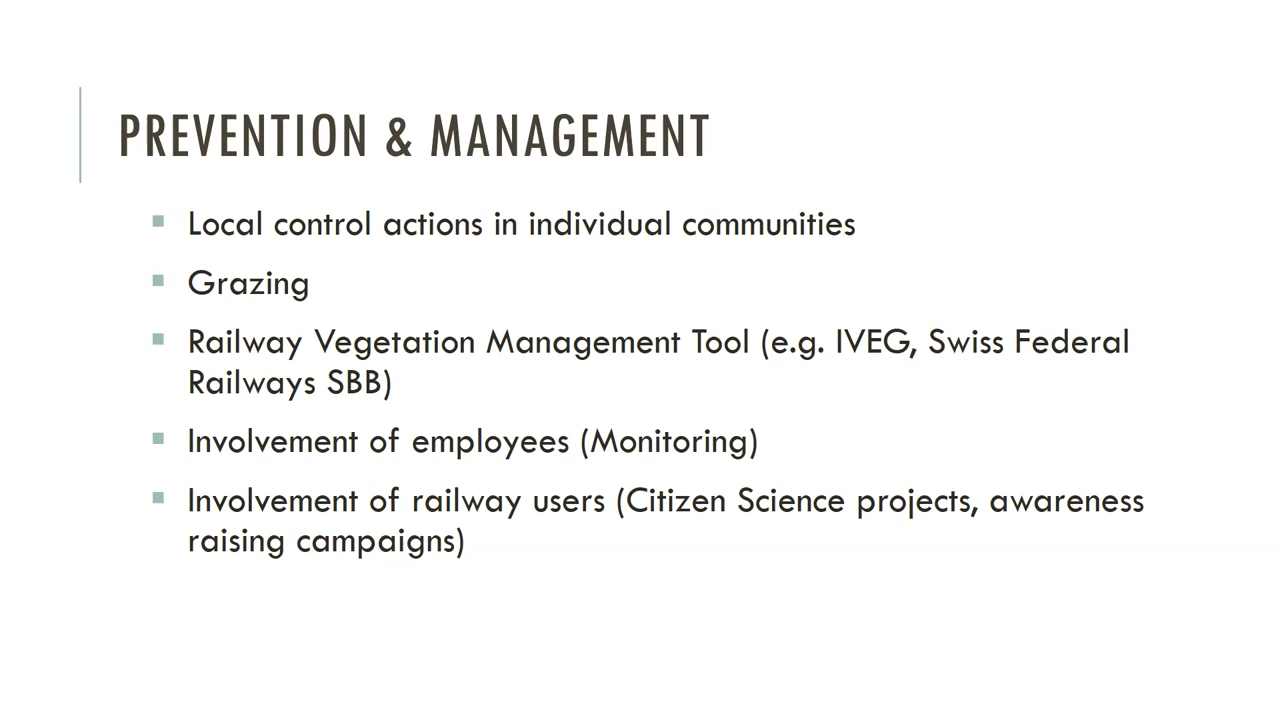 PREVENTION & MANAGEMENT
Local control actions in individual communities
Grazing
Railway Vegetation Management Tool (e.g. IVEG, Swiss Federal
Railways SBB)
Involvement of employees (Monitoring)
Involvement of railway users (Citizen Science projects, awareness
raising campaigns)